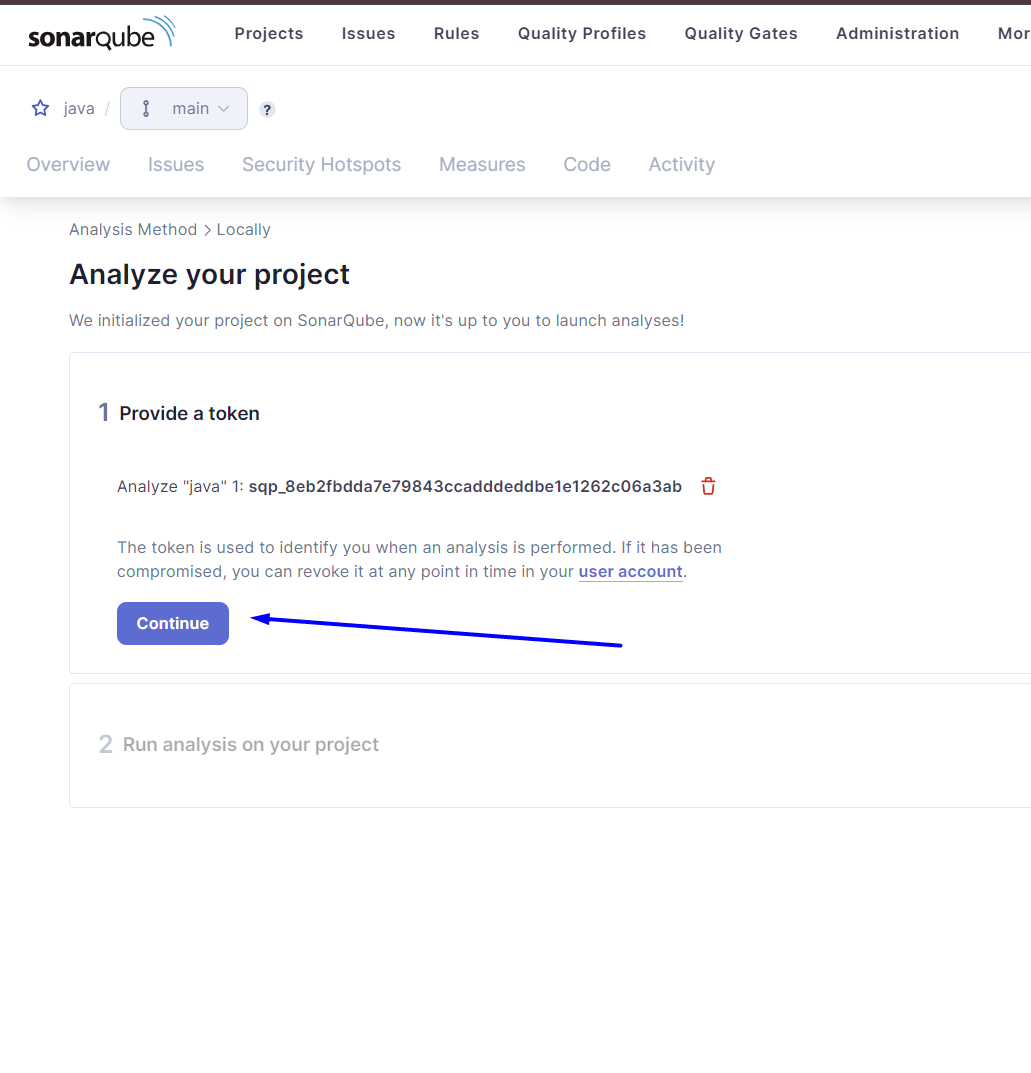 sonarqube Projects Issues Rules Quality Profiles Quality Gates Administration Mor
java / main ?
Overview Issues Security Hotspots Measures Code Activity
Analysis Method > Locally
Analyze your project
We initialized your project on SonarQube, now it's up to you to launch analyses!
1 Provide a token
Analyze "java" 1: sqp_8eb2fbdda7e79843ccadddeddbe1e1262c06a3ab
The token is used to identify you when an analysis is performed. If it has been
compromised, you can revoke it at any point in time in your user account.
Continue
2 Run analysis on your project